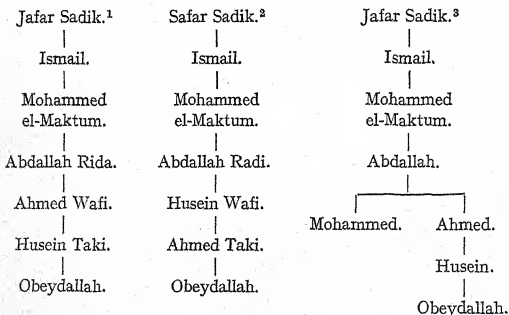 Jafar Sadik.¹
Ismail.
Mohammed
el-Maktum.
Abdallah Rida.
Ahmed Wafi.
Husein Taki.
Obeydallah.
Safar Sadik.²
Ismail.
Mohammed
el-Maktum.
Abdallah Radi.
Husein Wafi.
Ahmed Taki.
Obeydallah.
Jafar Sadik.³
Ismail.
Mohammed
el-Maktum.
Abdallah.
Mohammed. Ahmed.
Husein.
Obeydallah.